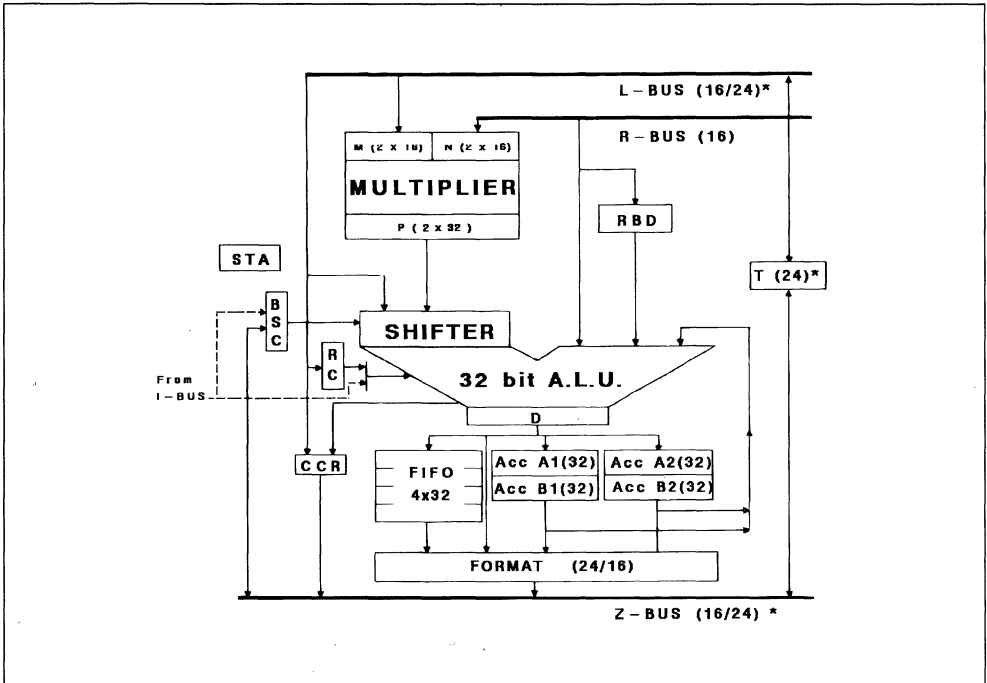 L-BUS (16/24)*
R-BUS (16)
M (2 X 16) N (2 X 16)
MULTIPLIER
P ( 2 x 32 )
RBD
STA
T (24)*
BSC
SHIFTER
RC
32 bit A.L.U.
From
I-BUS
D
CCR
FIFO
4x32
Acc A1(32)
Acc B1(32)
Acc A2(32)
Acc B2(32)
FORMAT (24/16)
Z-BUS (16/24) *